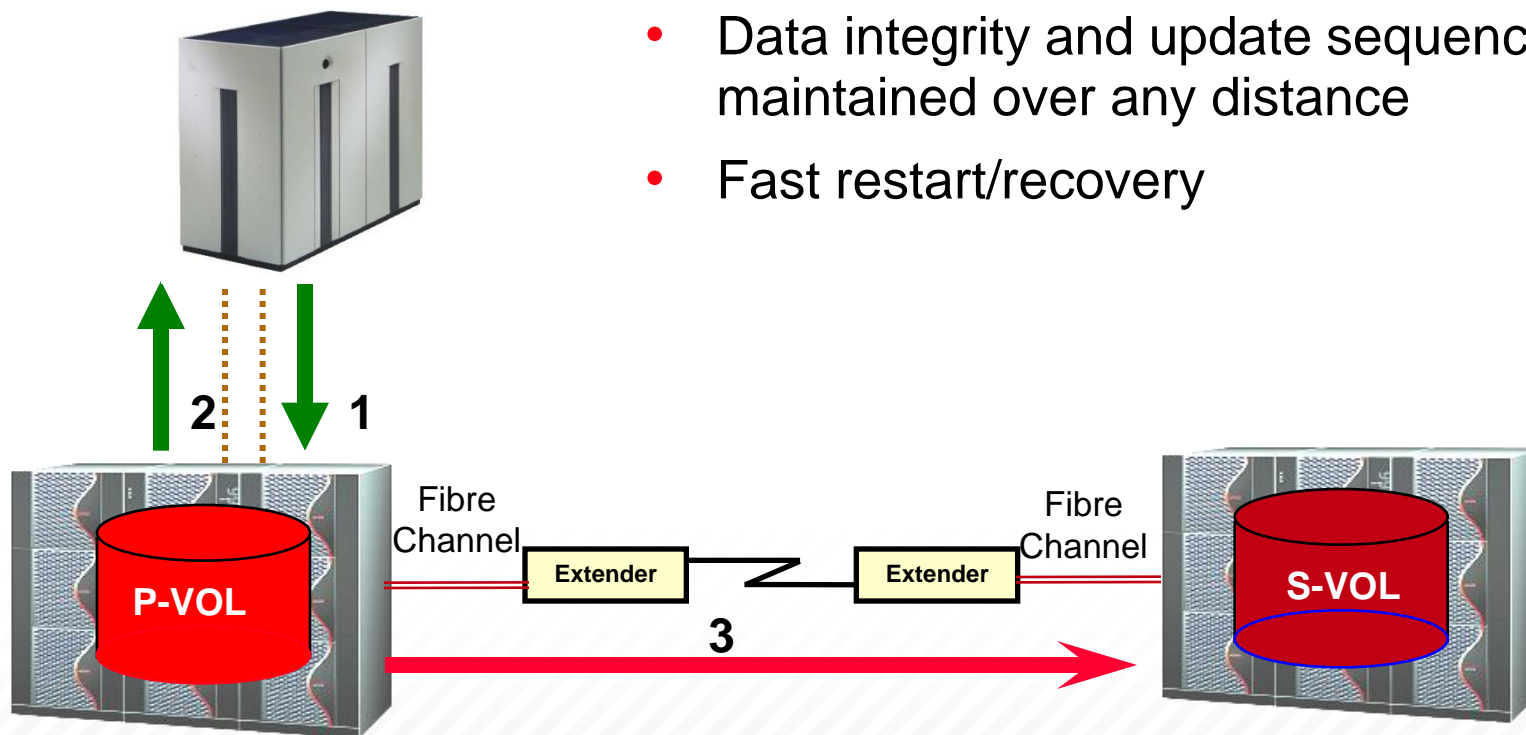 • Data integrity and update sequenc
maintained over any distance
• Fast restart/recovery
2
1
Fibre
Channel
Fibre
Channel
Extender
Extender
P-VOL
S-VOL
3